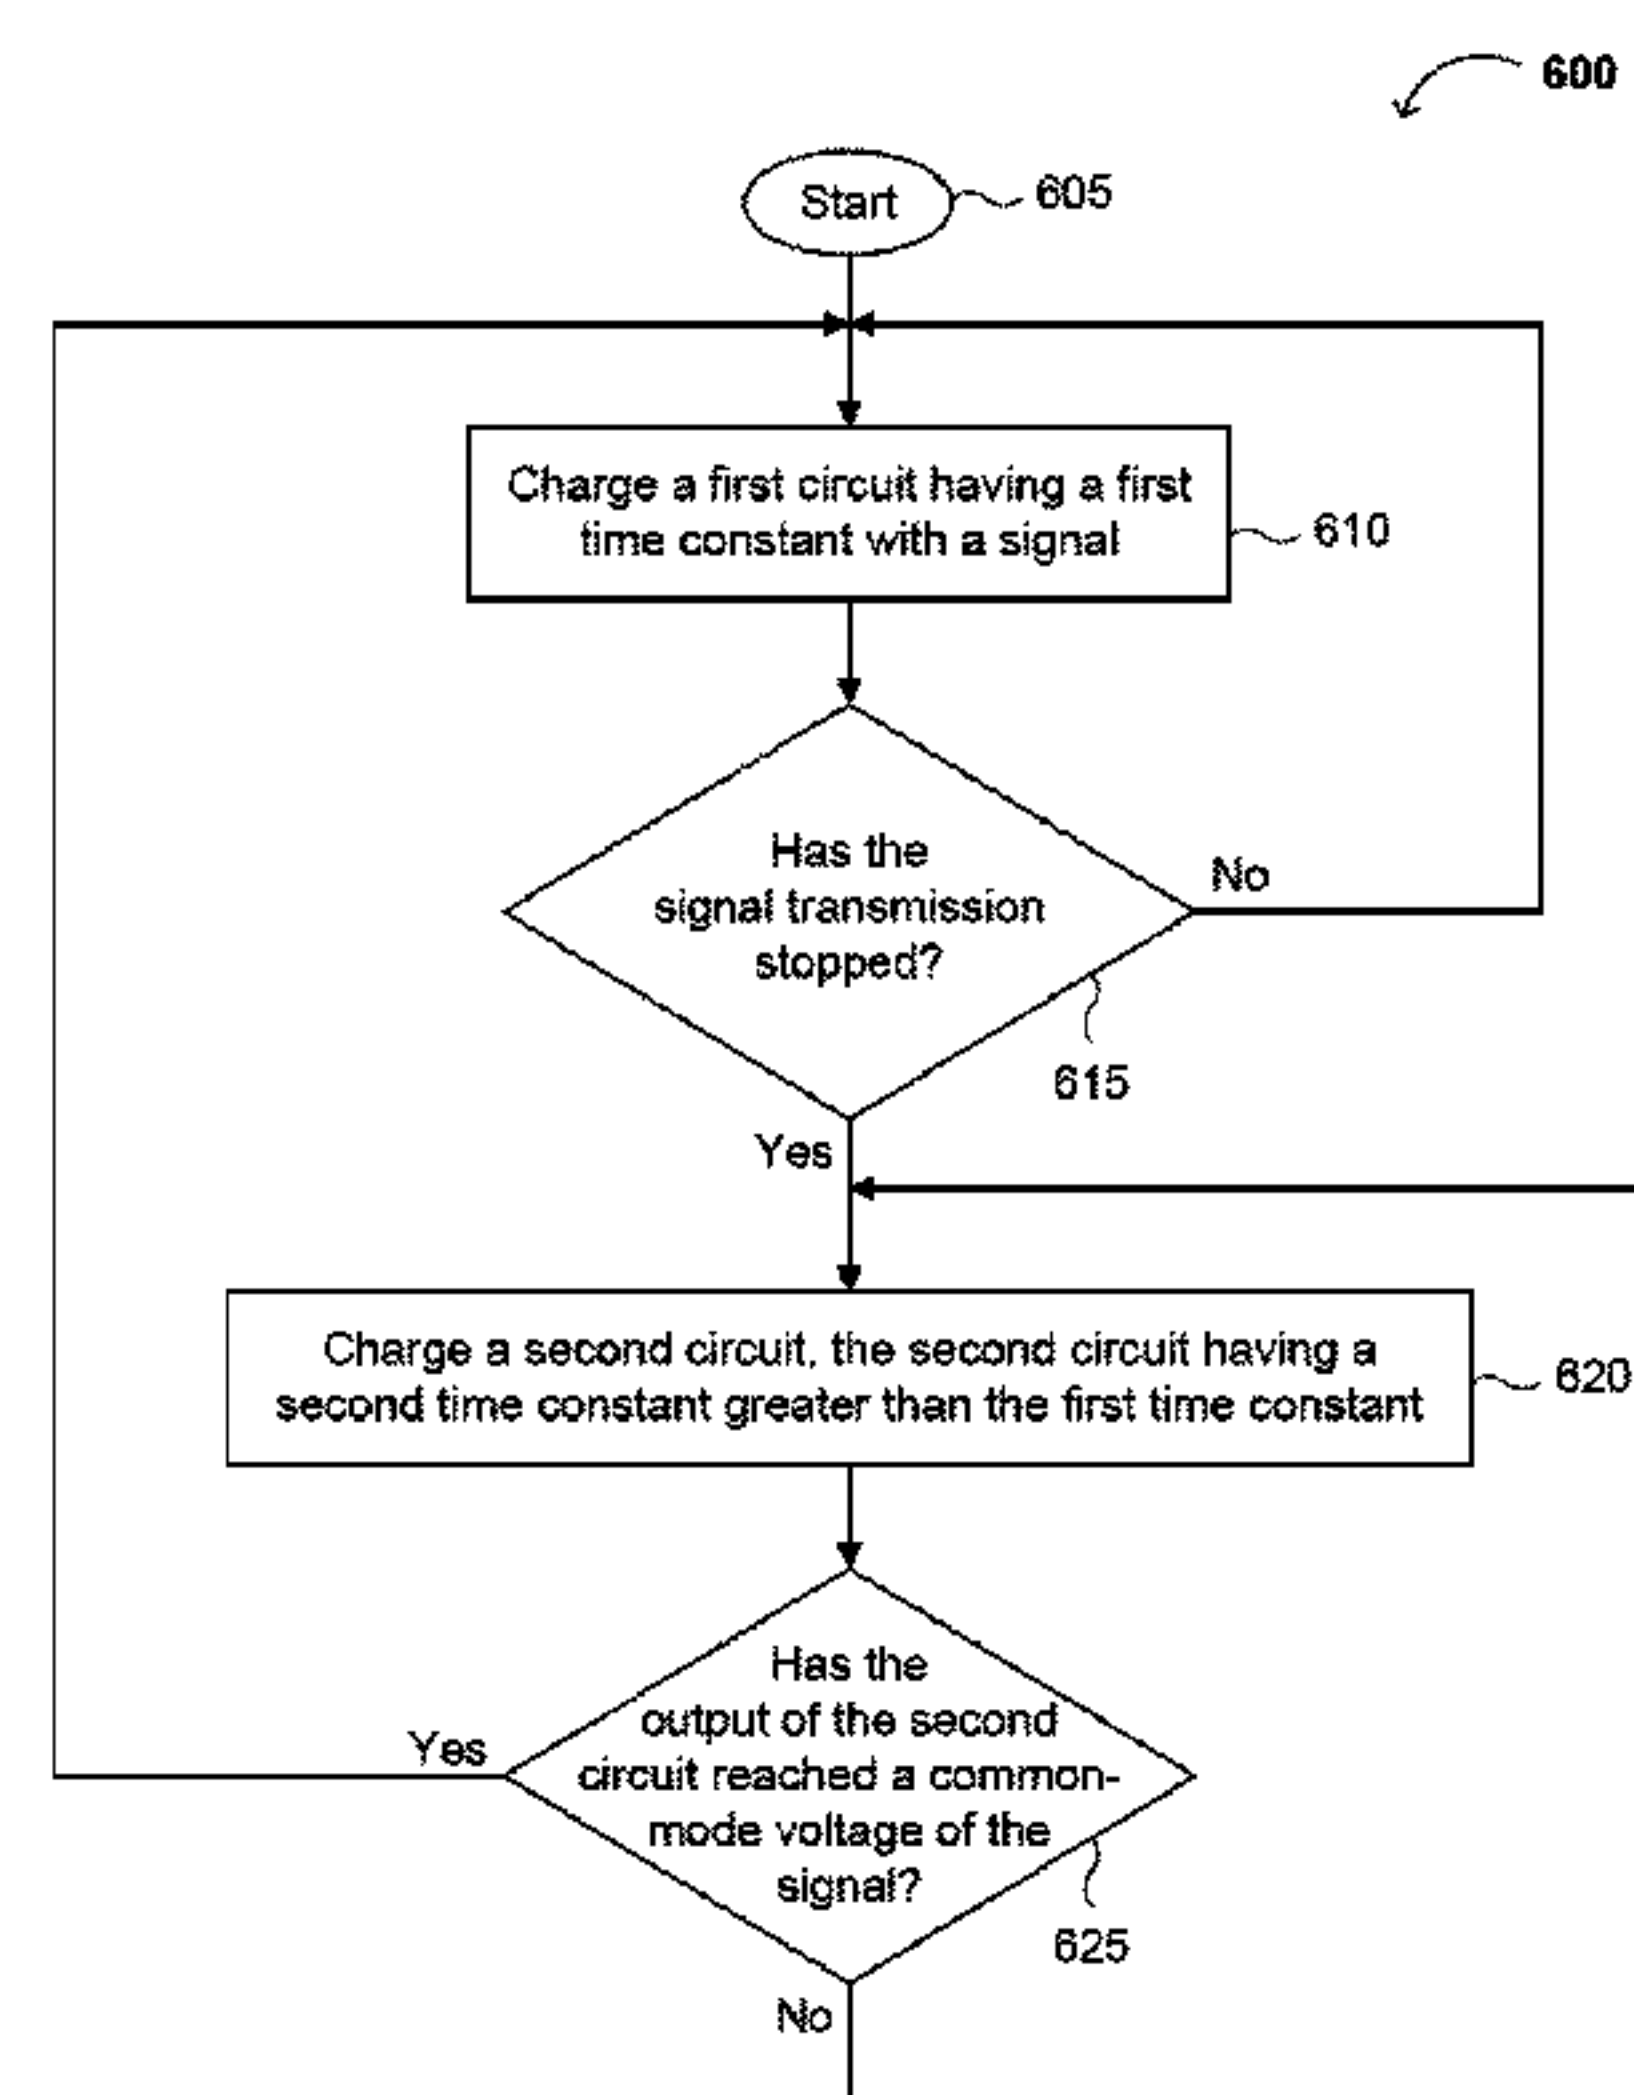 600
Start
605
Charge a first circuit having a first
time constant with a signal
610
Has the
signal transmission
stopped?
No
615
Yes
Charge a second circuit, the second circuit having a
second time constant greater than the first time constant
620
Has the
output of the second
circuit reached a common-
mode voltage of the
signal?
Yes
625
No